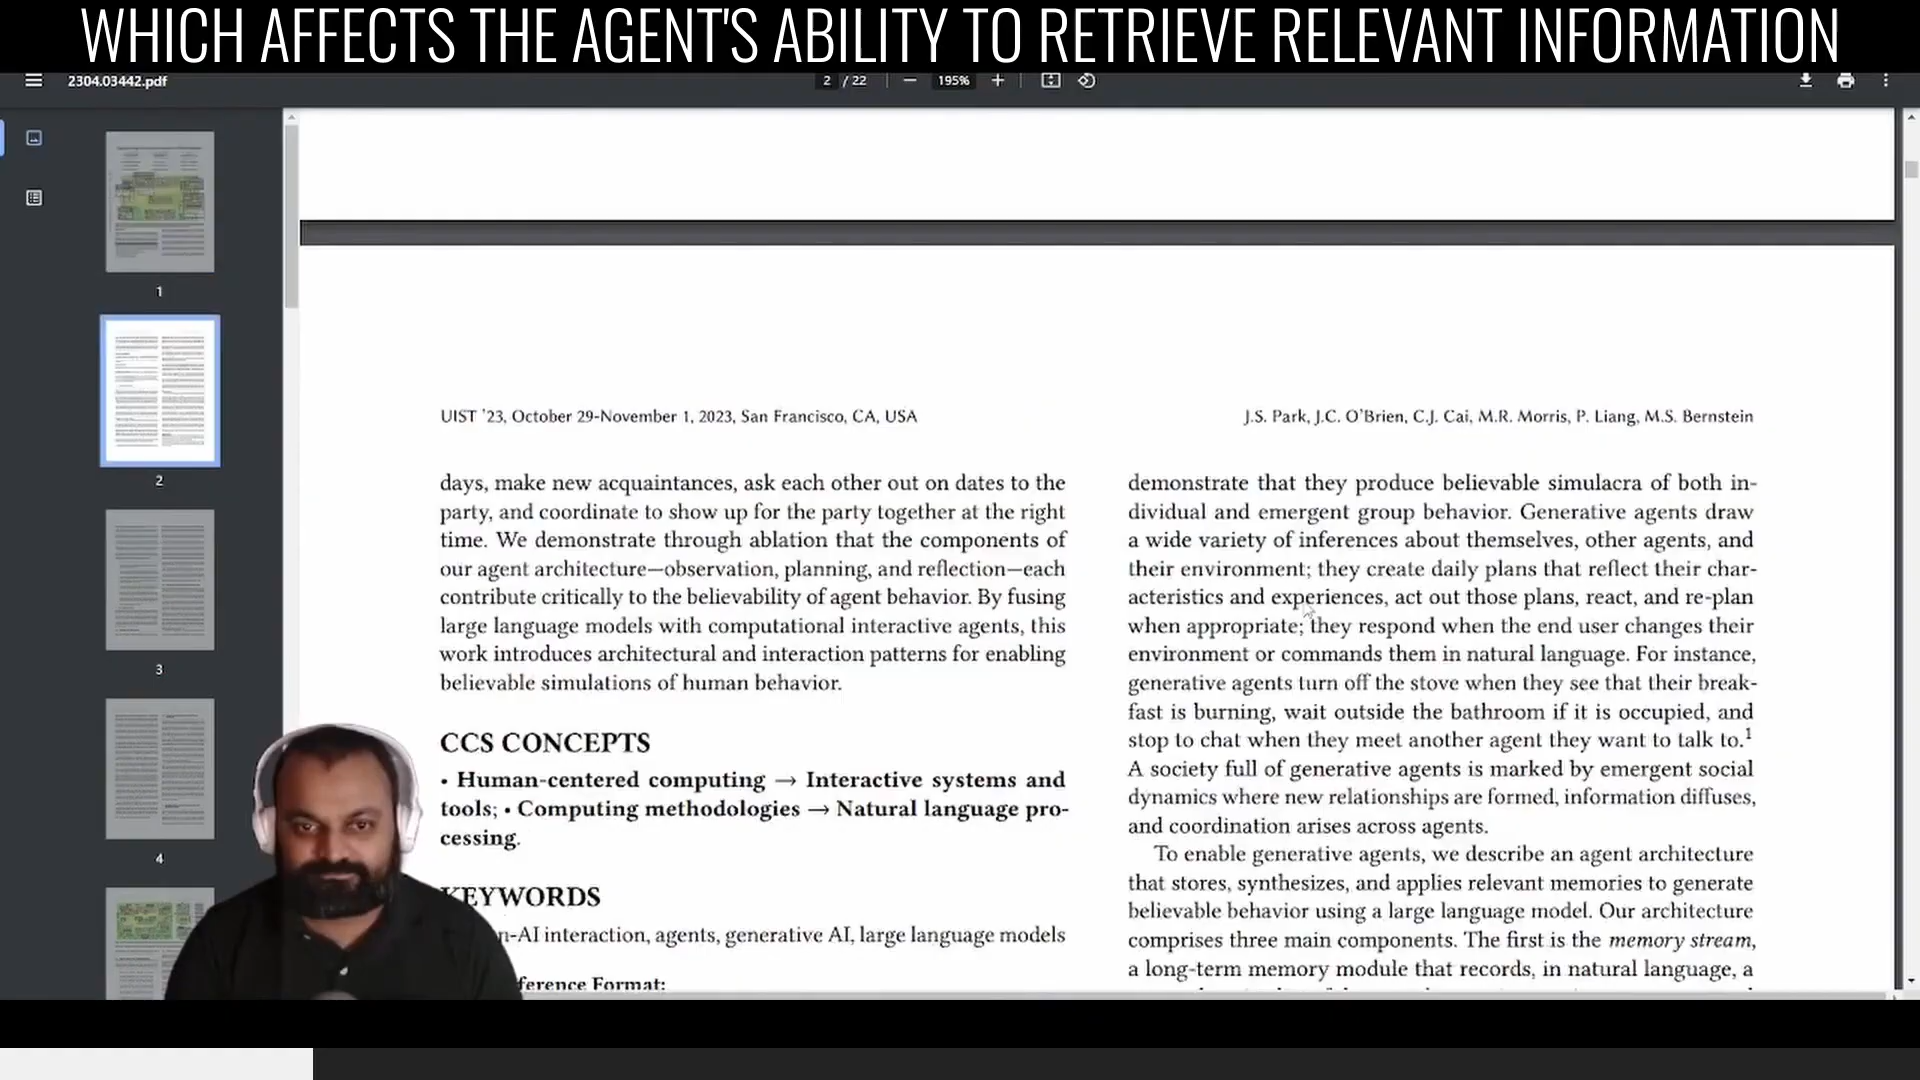 WHICH AFFECTS THE AGENT'S ABILITY TO RETRIEVE RELEVANT INFORMATION
2304.03442.pdf
2 / 22
195%
1
2
3
4
UIST '23, October 29-November 1, 2023, San Francisco, CA, USA
J.S. Park, J.C. O'Brien, C.J. Cai, M.R. Morris, P. Liang, M.S. Bernstein
days, make new acquaintances, ask each other out on dates to the
party, and coordinate to show up for the party together at the right
time. We demonstrate through ablation that the components of
our agent architecture—observation, planning, and reflection—each
contribute critically to the believability of agent behavior. By fusing
large language models with computational interactive agents, this
work introduces architectural and interaction patterns for enabling
believable simulations of human behavior.
CCS CONCEPTS
• Human-centered computing → Interactive systems and
tools; • Computing methodologies → Natural language pro-
cessing.
KEYWORDS
n-AI interaction, agents, generative AI, large language models
ference Format:
demonstrate that they produce believable simulacra of both in-
dividual and emergent group behavior. Generative agents draw
a wide variety of inferences about themselves, other agents, and
their environment; they create daily plans that reflect their char-
acteristics and experiences, act out those plans, react, and re-plan
when appropriate; they respond when the end user changes their
environment or commands them in natural language. For instance,
generative agents turn off the stove when they see that their break-
fast is burning, wait outside the bathroom if it is occupied, and
stop to chat when they meet another agent they want to talk to.¹
A society full of generative agents is marked by emergent social
dynamics where new relationships are formed, information diffuses,
and coordination arises across agents.
To enable generative agents, we describe an agent architecture
that stores, synthesizes, and applies relevant memories to generate
believable behavior using a large language model. Our architecture
comprises three main components. The first is the memory stream,
a long-term memory module that records, in natural language, a